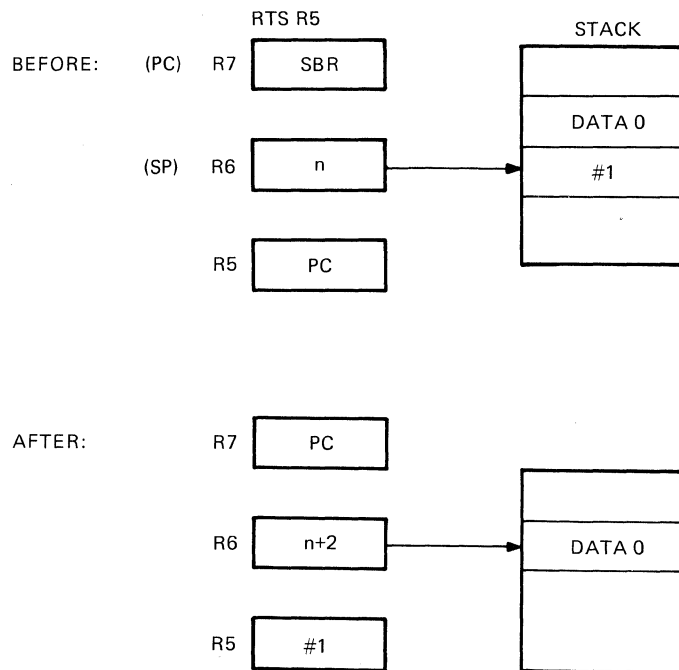 RTS R5
STACK
BEFORE: (PC) R7 SBR
DATA 0
(SP) R6 n #1
R5 PC
AFTER: R7 PC
R6 n+2 DATA 0
R5 #1